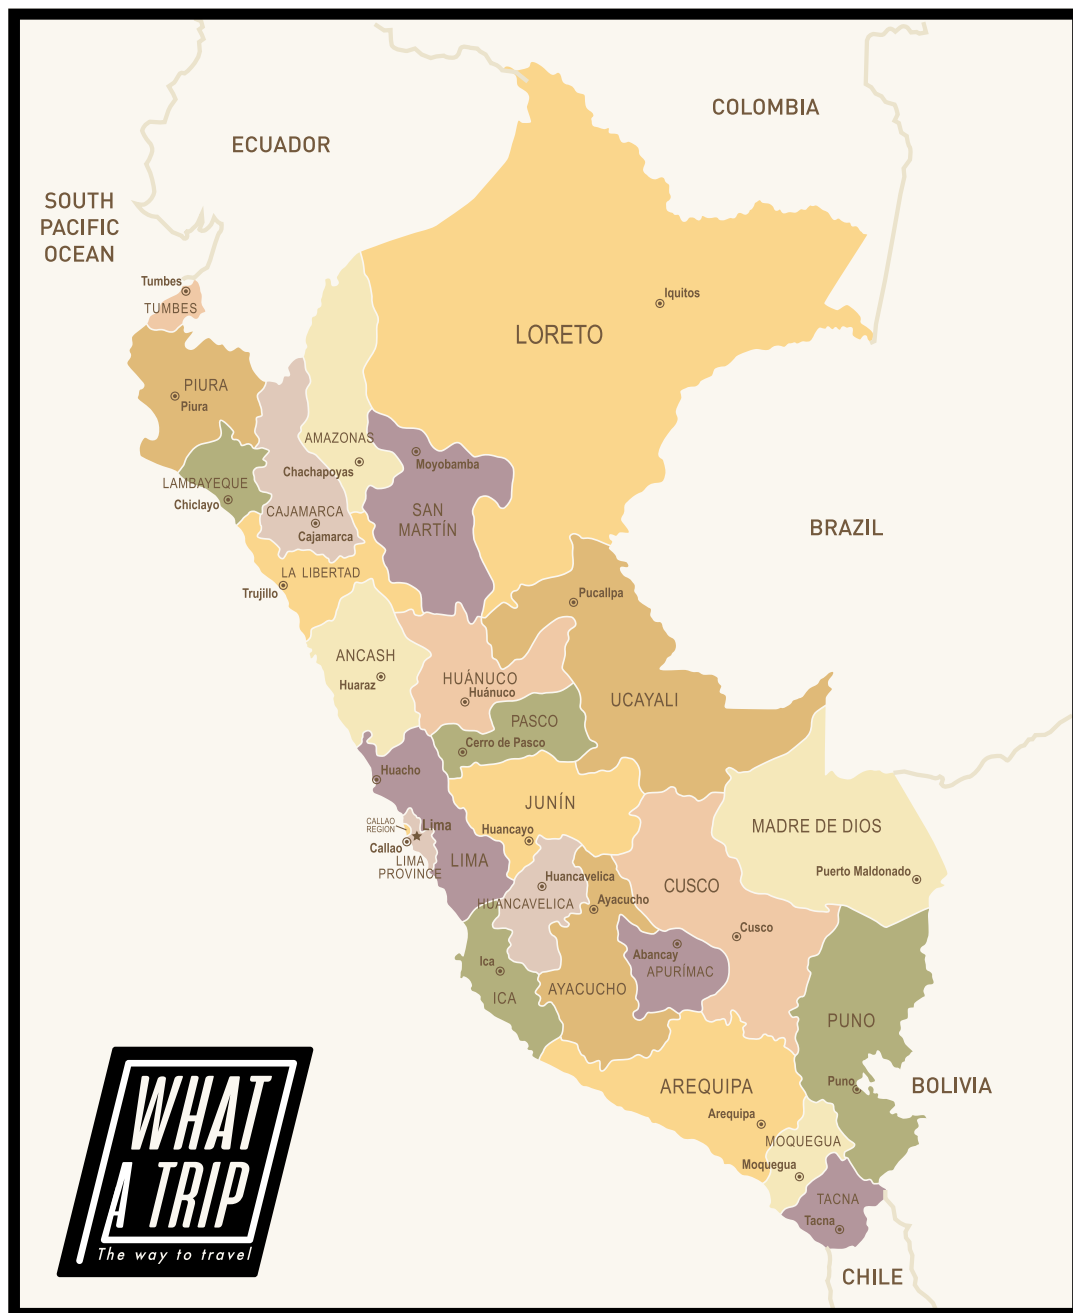 COLOMBIA
ECUADOR
SOUTH
PACIFIC
OCEAN
Tumbes
TUMBES
Iquitos
LORETO
PIURA
Piura
AMAZONAS
Chachapoyas
Moyobamba
LAMBAYEQUE
Chiclayo
CAJAMARCA
Cajamarca
SAN
MARTÍN
BRAZIL
LA LIBERTAD
Trujillo
Pucallpa
ANCASH
Huaraz
HUÁNUCO
Huánuco
UCAYALI
PASCO
Cerro de Pasco
Huacho
JUNÍN
Huancayo
CALLAO
REGION
Lima
Callao
LIMA
PROVINCE
LIMA
MADRE DE DIOS
Puerto Maldonado
Huancavelica
HUANCAVELICA
Ayacucho
CUSCO
Cusco
Abancay
APURÍMAC
Ica
ICA
AYACUCHO
PUNO
Puno
BOLIVIA
AREQUIPA
Arequipa
MOQUEGUA
Moquegua
TACNA
Tacna
CHILE
WHAT
A TRIP
The way to travel